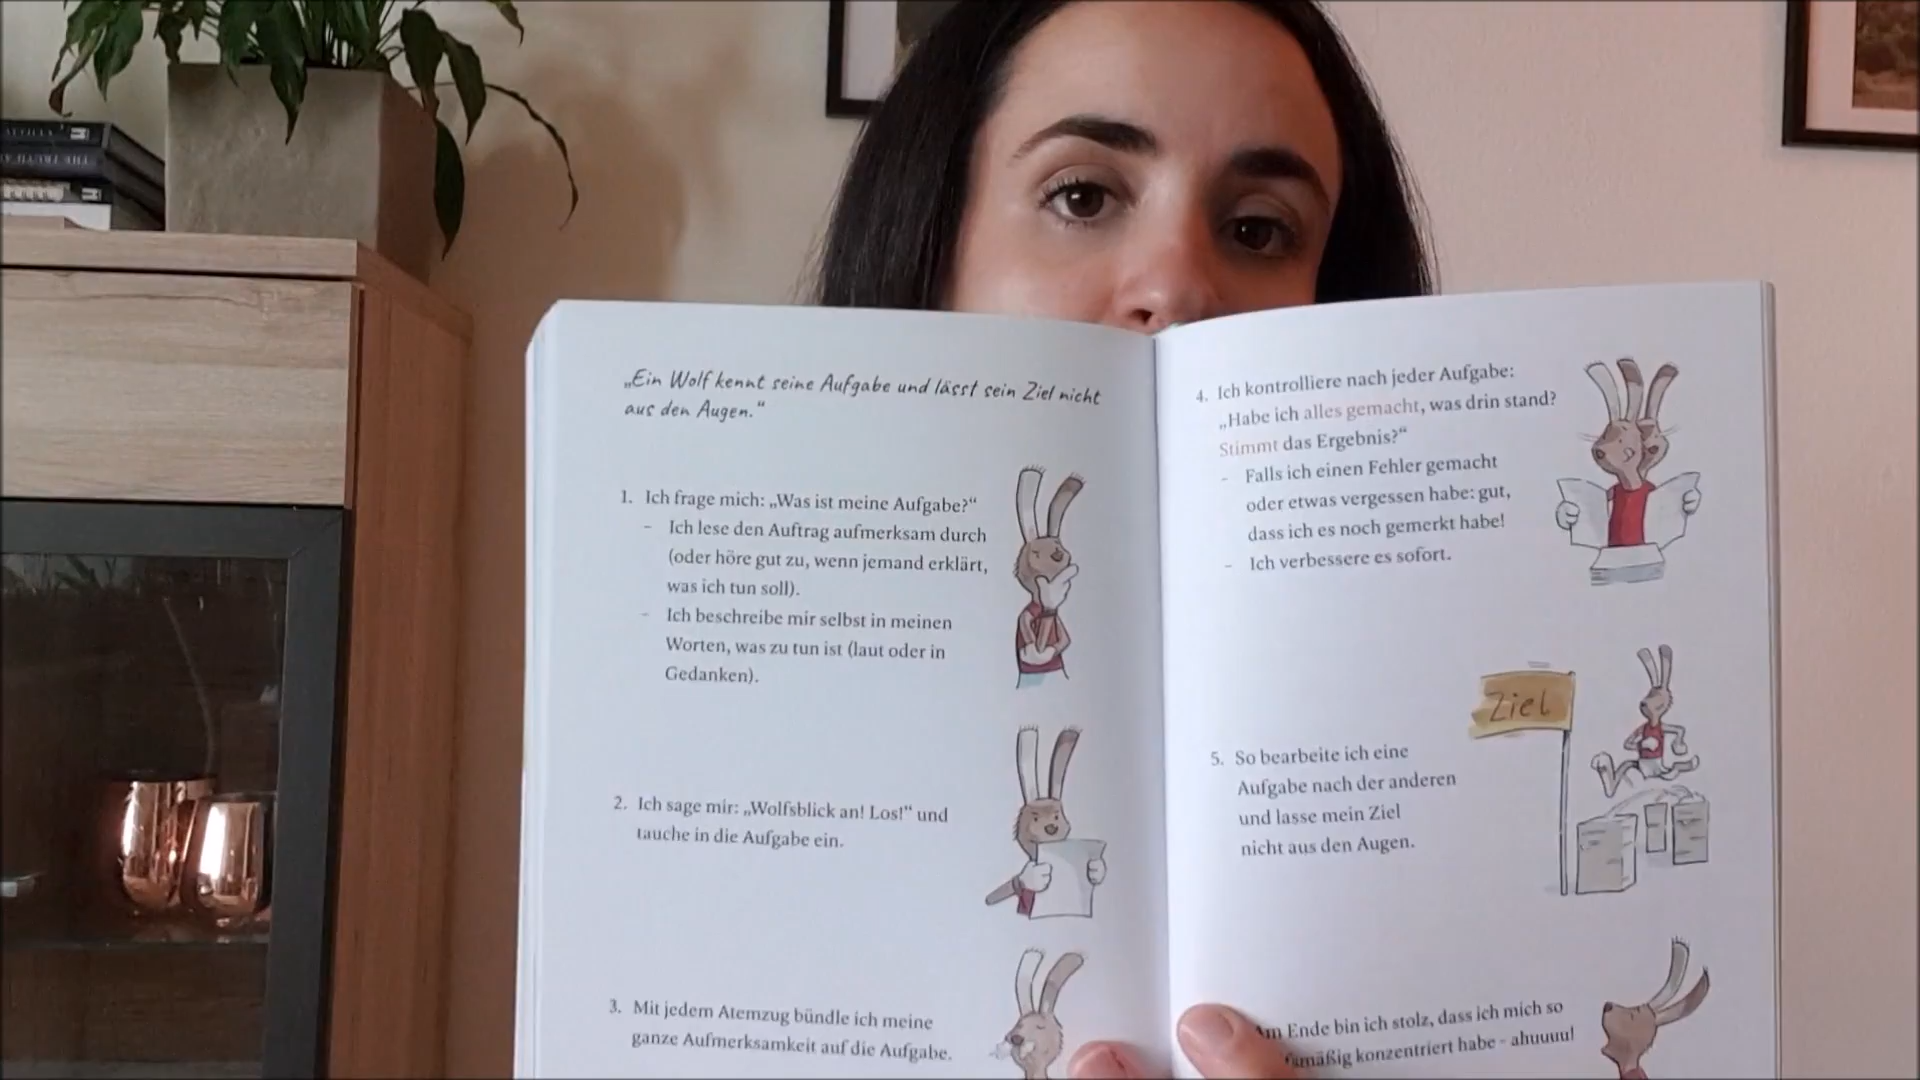 „Ein Wolf kennt seine Aufgabe und lässt sein Ziel nicht
aus den Augen.“
1. Ich frage mich: „Was ist meine Aufgabe?“
- Ich lese den Auftrag aufmerksam durch
(oder höre gut zu, wenn jemand erklärt,
was ich tun soll).
- Ich beschreibe mir selbst in meinen
Worten, was zu tun ist (laut oder in
Gedanken).
2. Ich sage mir: „Wolfsblick an! Los!“ und
tauche in die Aufgabe ein.
3. Mit jedem Atemzug bündle ich meine
ganze Aufmerksamkeit auf die Aufgabe.
4. Ich kontrolliere nach jeder Aufgabe:
„Habe ich alles gemacht, was drin stand?
Stimmt das Ergebnis?“
- Falls ich einen Fehler gemacht
oder etwas vergessen habe: gut,
dass ich es noch gemerkt habe!
- Ich verbessere es sofort.
Ziel
5. So bearbeite ich eine
Aufgabe nach der anderen
und lasse mein Ziel
nicht aus den Augen.
Am Ende bin ich stolz, dass ich mich so
konzentriert habe - ahuuuu!